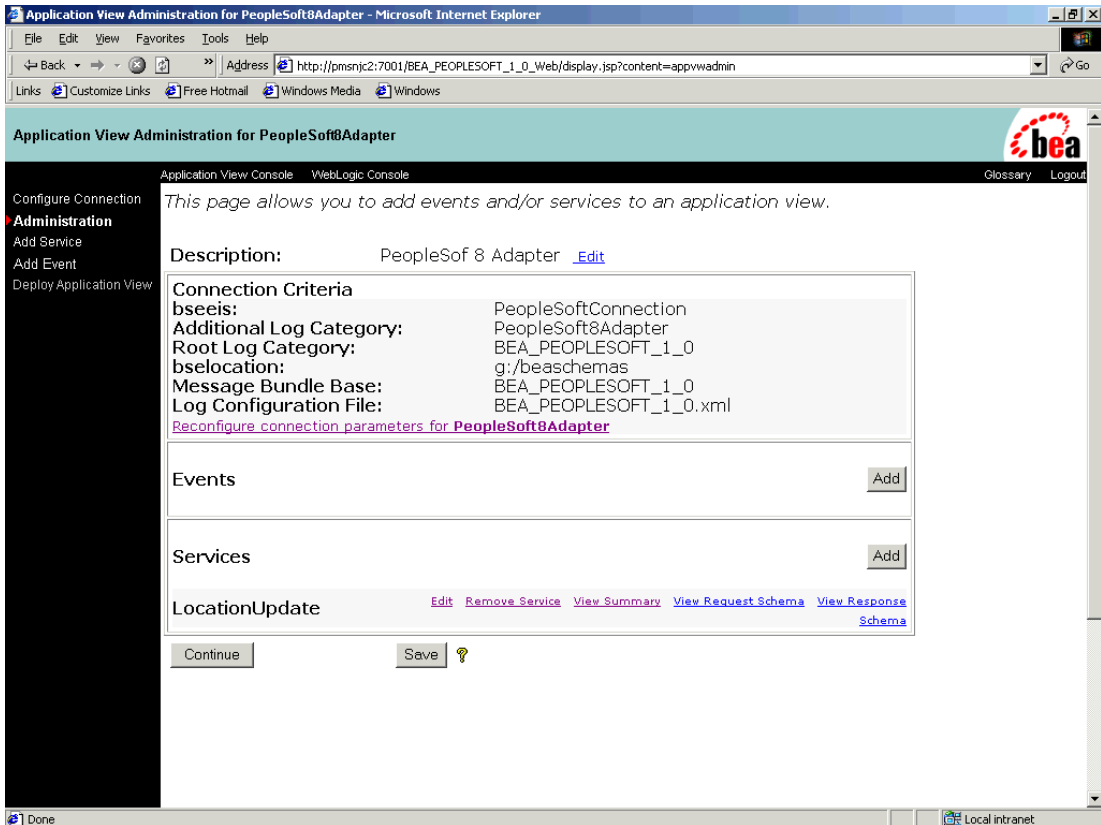 Application View Administration for PeopleSoft8Adapter - Microsoft Internet Explorer
File Edit View Favorites Tools Help
Back » Address http://pmsnjc2:7001/BEA_PEOPLESOFT_1_0_Web/display.jsp?content=appvwadmin Go
Links Customize Links Free Hotmail Windows Media Windows
Application View Administration for PeopleSoft8Adapter
bea
Application View Console WebLogic Console Glossary Logout
Configure Connection
Administration
Add Service
Add Event
Deploy Application View
This page allows you to add events and/or services to an application view.
Description: PeopleSof 8 Adapter Edit
Connection Criteria
bseeis: PeopleSoftConnection
Additional Log Category: PeopleSoft8Adapter
Root Log Category: BEA_PEOPLESOFT_1_0
bselocation: g:/beaschemas
Message Bundle Base: BEA_PEOPLESOFT_1_0
Log Configuration File: BEA_PEOPLESOFT_1_0.xml
Reconfigure connection parameters for PeopleSoft8Adapter
Events Add
Services Add
LocationUpdate Edit Remove Service View Summary View Request Schema View Response
Schema
Continue Save ?
Done Local intranet